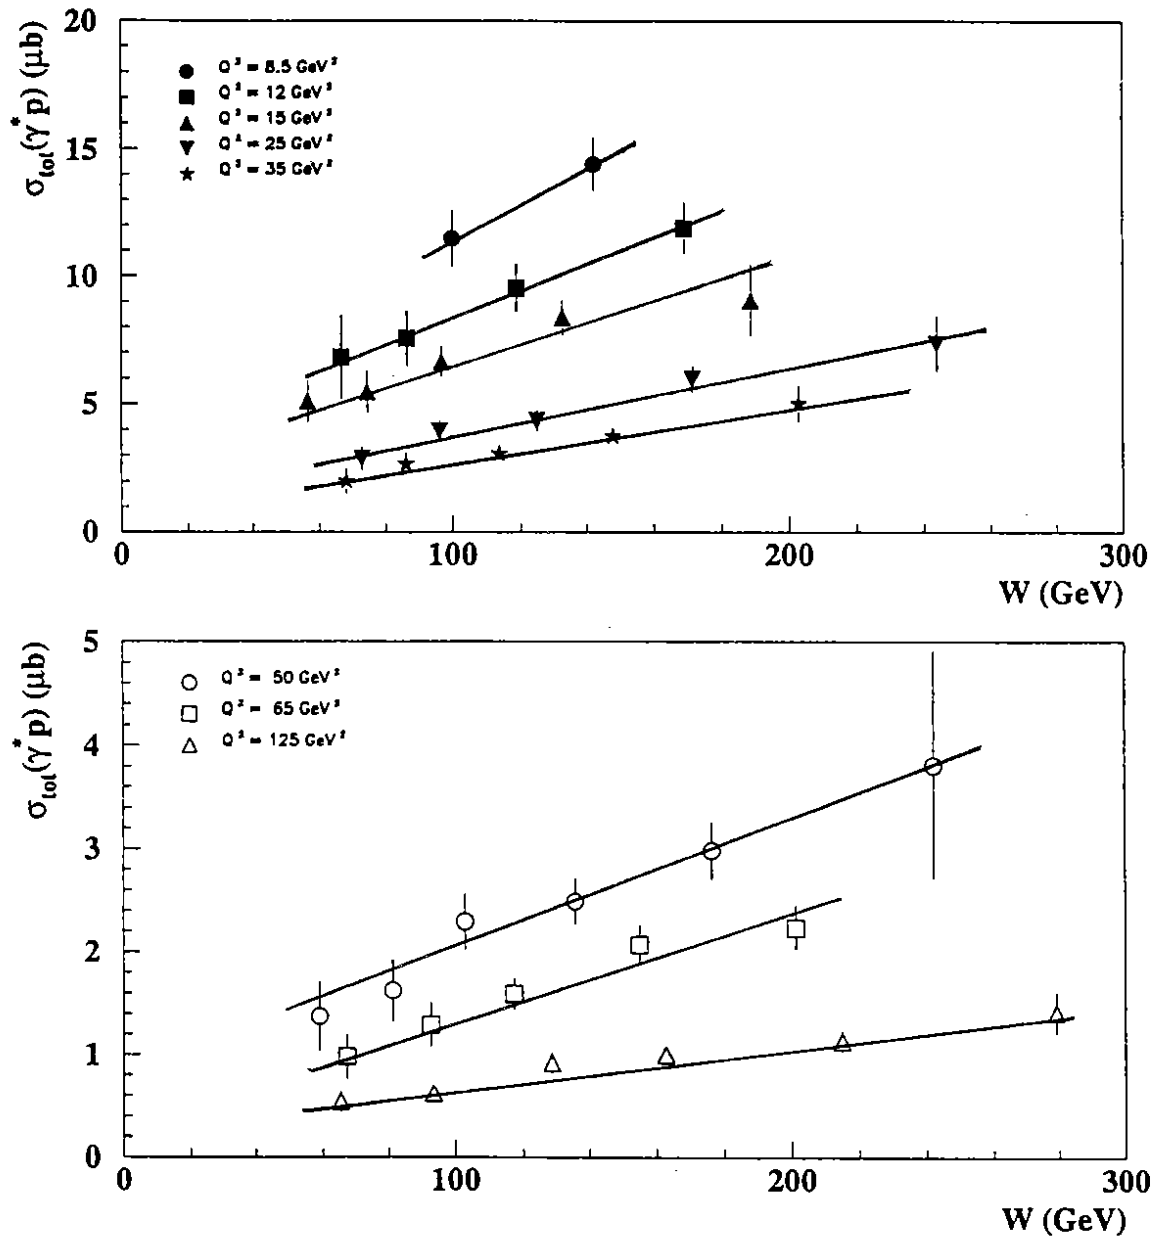 20
15
10
5
0
σtot(γ*p) (μb)
Q² = 8.5 GeV²
Q² = 12 GeV²
Q² = 15 GeV²
Q² = 25 GeV²
Q² = 35 GeV²
0 100 200 300
W (GeV)
5
4
3
2
1
0
σtot(γ*p) (μb)
Q² = 50 GeV²
Q² = 65 GeV²
Q² = 125 GeV²
0 100 200 300
W (GeV)